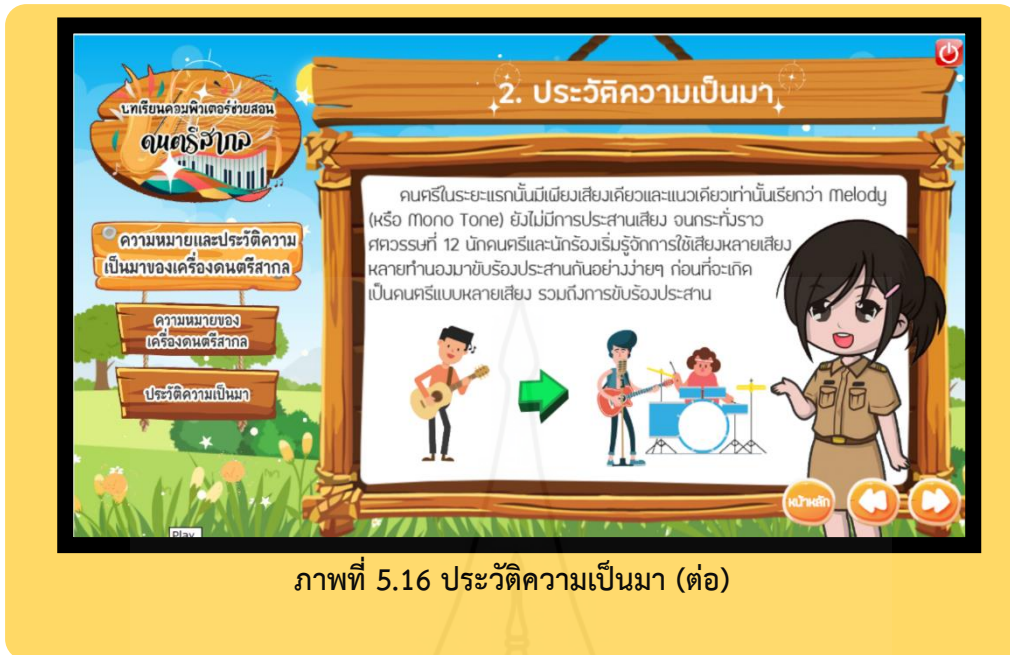 บทเรียนคอมพิวเตอร์ช่วยสอน
ดนตรีสากล
2. ประวัติความเป็นมา
ความหมายและประวัติความ
เป็นมาของเครื่องดนตรีสากล
ความหมายของ
เครื่องดนตรีสากล
ประวัติความเป็นมา
ดนตรีในระยะแรกนั้นมีเพียงเสียงเดียวและแนวเดียวเท่านั้นเรียกว่า Melody
(หรือ Mono Tone) ยังไม่มีการประสานเสียง จนกระทั่งราว
ศตวรรษที่ 12 นักดนตรีและนักร้องเริ่มรู้จักการใช้เสียงหลายเสียง
หลายทำนองมาขับร้องประสานกันอย่างง่ายๆ ก่อนที่จะเกิด
เป็นดนตรีแบบหลายเสียง รวมถึงการขับร้องประสาน
หน้าหลัก
Play
ภาพที่ 5.16 ประวัติความเป็นมา (ต่อ)